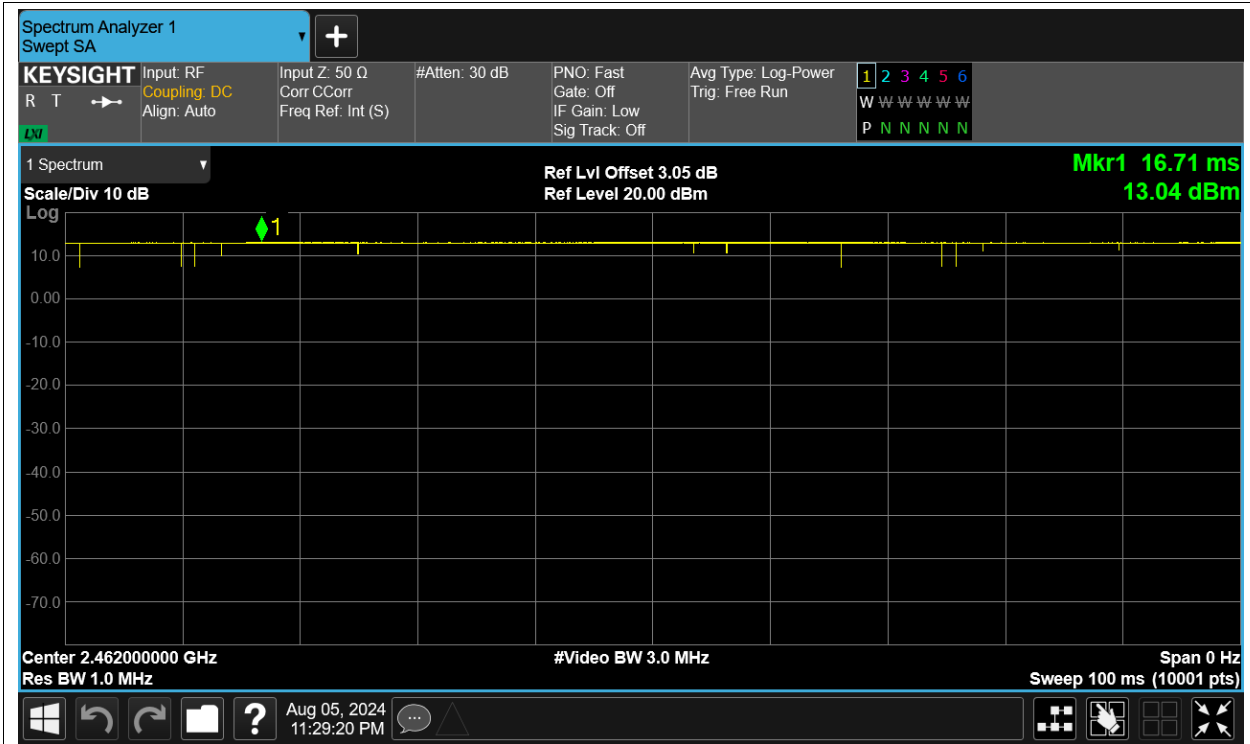 Spectrum Analyzer 1
Swept SA
KEYSIGHT
R T
LXI
Input: RF
Coupling: DC
Align: Auto
Input Z: 50 Ω
Corr CCorr
Freq Ref: Int (S)
#Atten: 30 dB
PNO: Fast
Gate: Off
IF Gain: Low
Sig Track: Off
Avg Type: Log-Power
Trig: Free Run
1 2 3 4 5 6
W W W W W W
P N N N N N
1 Spectrum
Scale/Div 10 dB
Ref Lvl Offset 3.05 dB
Ref Level 20.00 dBm
Mkr1 16.71 ms
13.04 dBm
Log
1
10.0
0.00
-10.0
-20.0
-30.0
-40.0
-50.0
-60.0
-70.0
Center 2.462000000 GHz
Res BW 1.0 MHz
#Video BW 3.0 MHz
Span 0 Hz
Sweep 100 ms (10001 pts)
?
Aug 05, 2024
11:29:20 PM